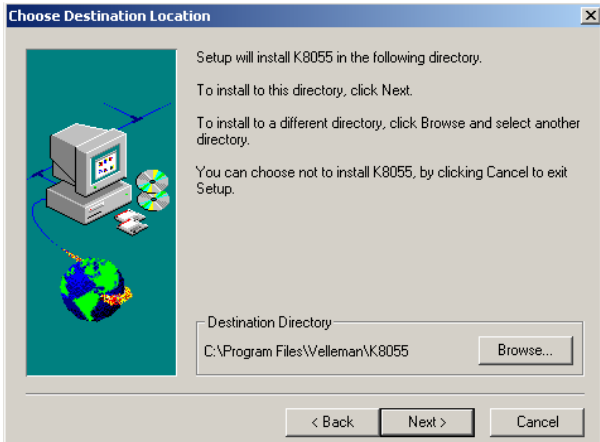 Choose Destination Location
Setup will install K8055 in the following directory.
To install to this directory, click Next.
To install to a different directory, click Browse and select another
directory.
You can choose not to install K8055, by clicking Cancel to exit
Setup.
Destination Directory
C:\Program Files\Velleman\K8055
Browse...
< Back
Next >
Cancel